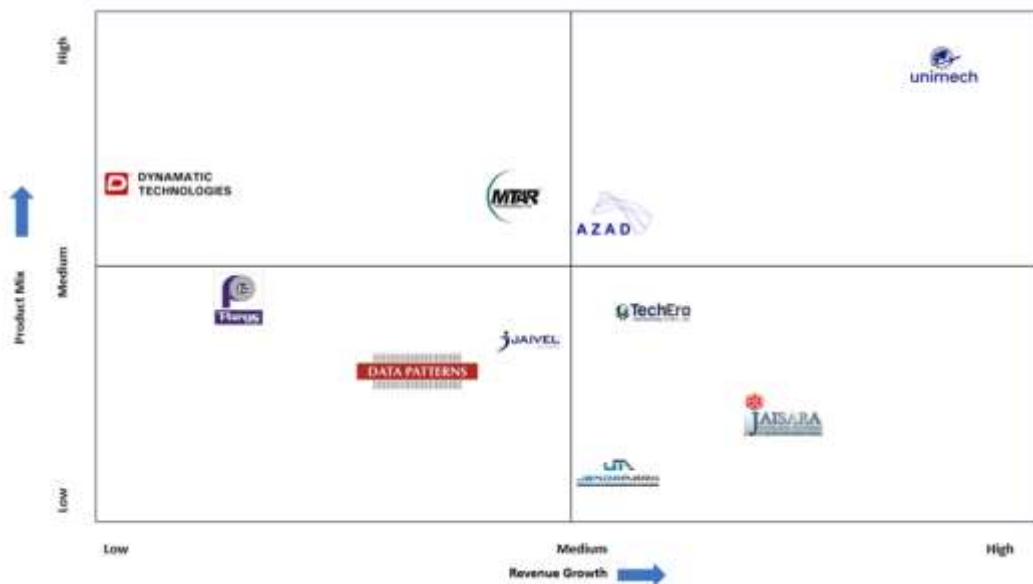 High
unimech
DYNAMATIC
TECHNOLOGIES
MTAR
AZAD
Medium
Product Mix
TechEra
JAIVEL
DATA PATTERNS
JAISARA
Low
Low
Medium
High
Revenue Growth